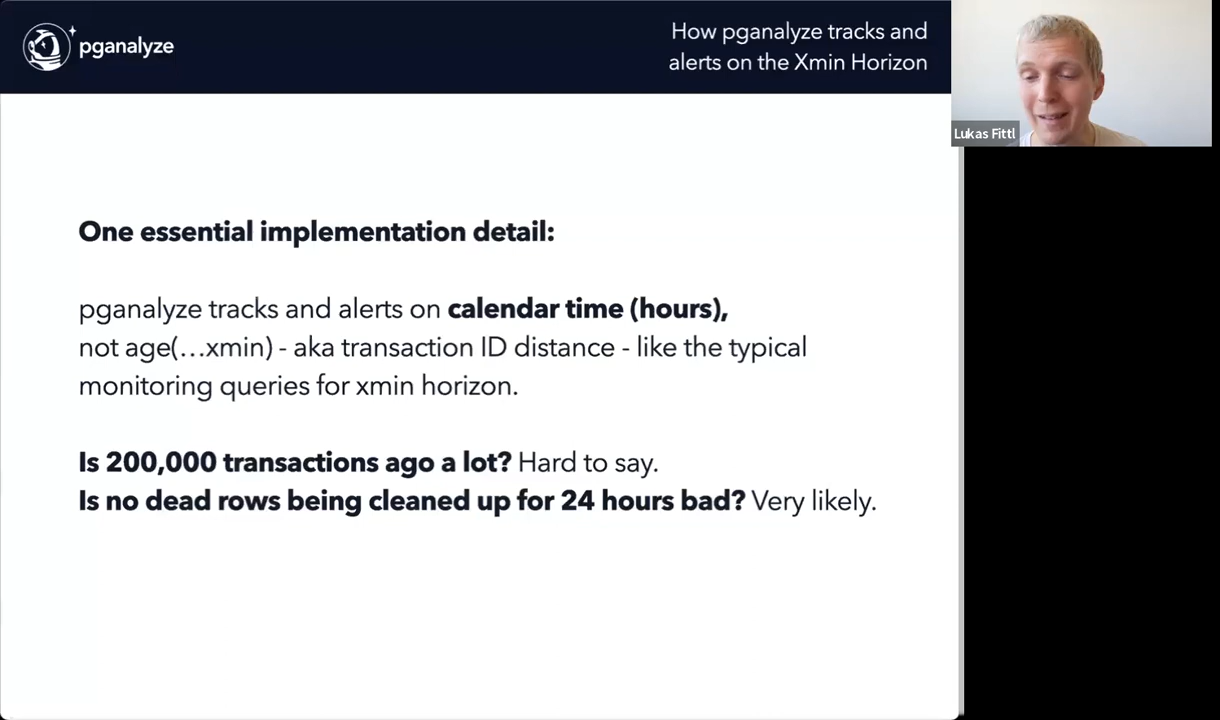 pganalyze
How pganalyze tracks and
alerts on the Xmin Horizon
Lukas Fittl
One essential implementation detail:
pganalyze tracks and alerts on calendar time (hours),
not age(…xmin) - aka transaction ID distance - like the typical
monitoring queries for xmin horizon.
Is 200,000 transactions ago a lot? Hard to say.
Is no dead rows being cleaned up for 24 hours bad? Very likely.